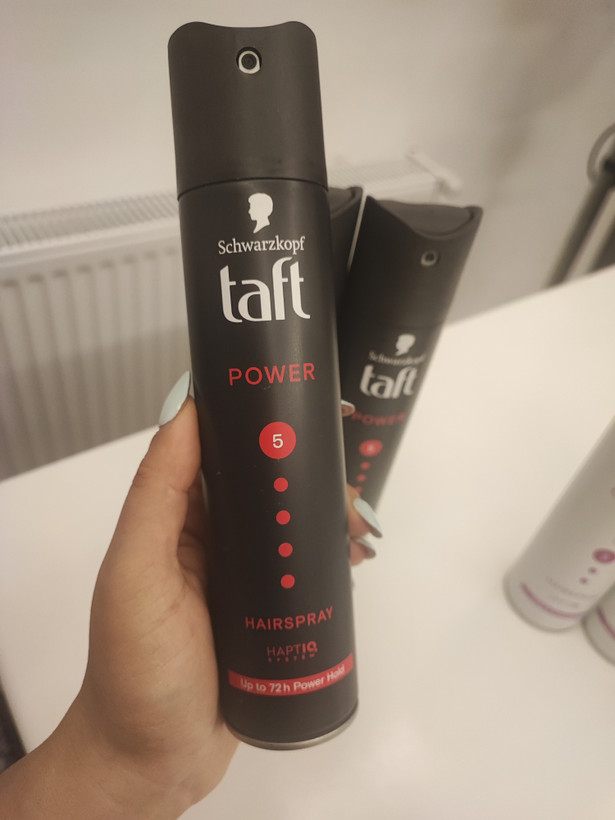 Schwarzkopf
taft
POWER
5
HAIRSPRAY
HAPTIQ
SYSTEM
Up to 72h Power Hold
Schwarzkopf
taft
POWER